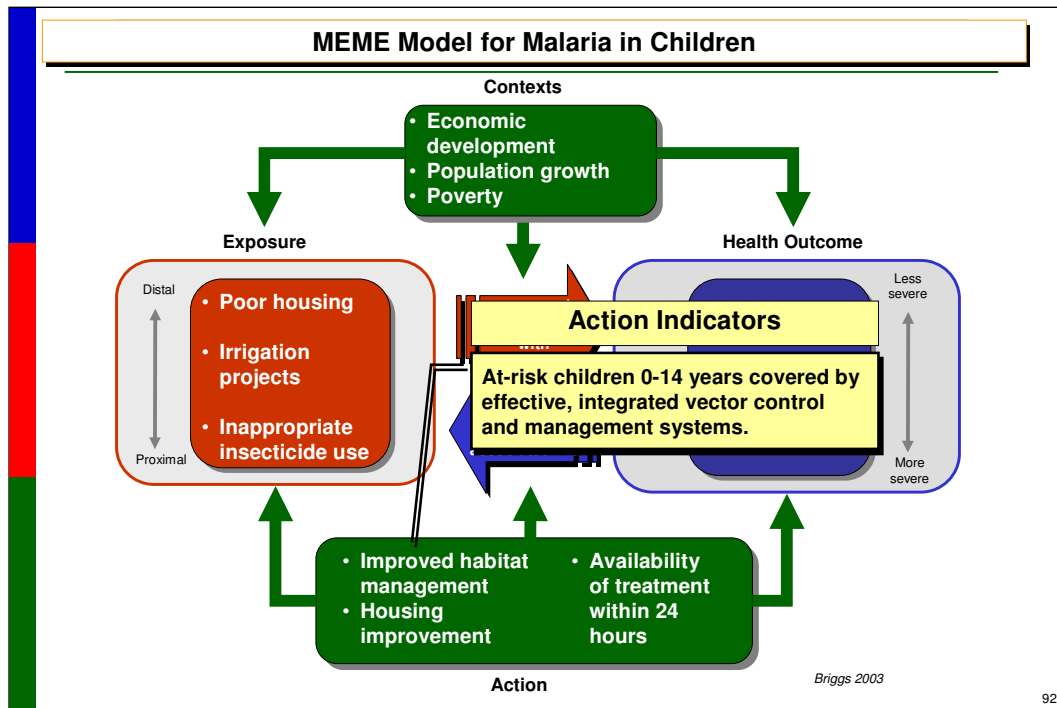 MEME Model for Malaria in Children
Contexts
• Economic
development
• Population growth
• Poverty
Exposure
Health Outcome
Distal
Proximal
• Poor housing
• Irrigation
projects
• Inappropriate
insecticide use
with
Action Indicators
At-risk children 0-14 years covered by
effective, integrated vector control
and management systems.
Less
severe
More
severe
• Improved habitat
management
• Housing
improvement
• Availability
of treatment
within 24
hours
Action
Briggs 2003
92